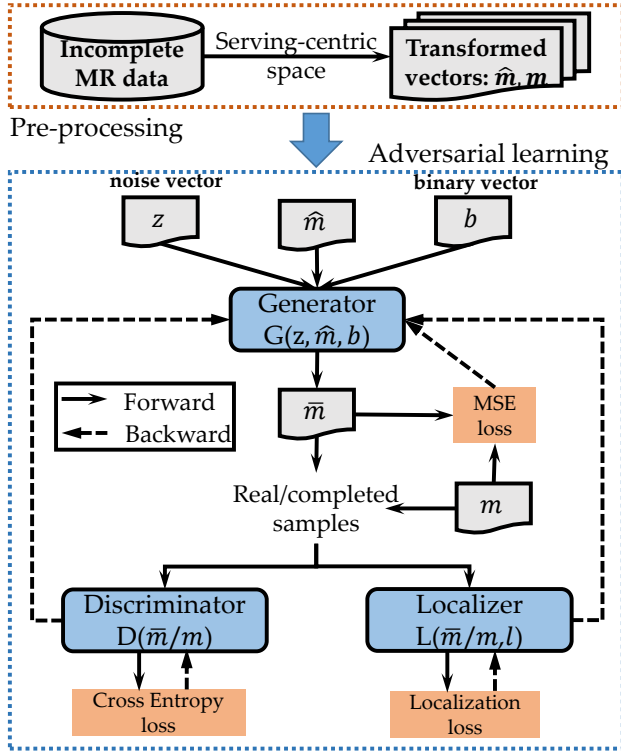 Incomplete
MR data
Serving-centric
space
Transformed
vectors: m̂, m
Pre-processing
Adversarial learning
noise vector
binary vector
z
m̂
b
Generator
G(z, m̂, b)
Forward
Backward
m̅
MSE
loss
Real/completed
samples
m
Discriminator
D(m̅/m)
Localizer
L(m̅/m,l)
Cross Entropy
loss
Localization
loss